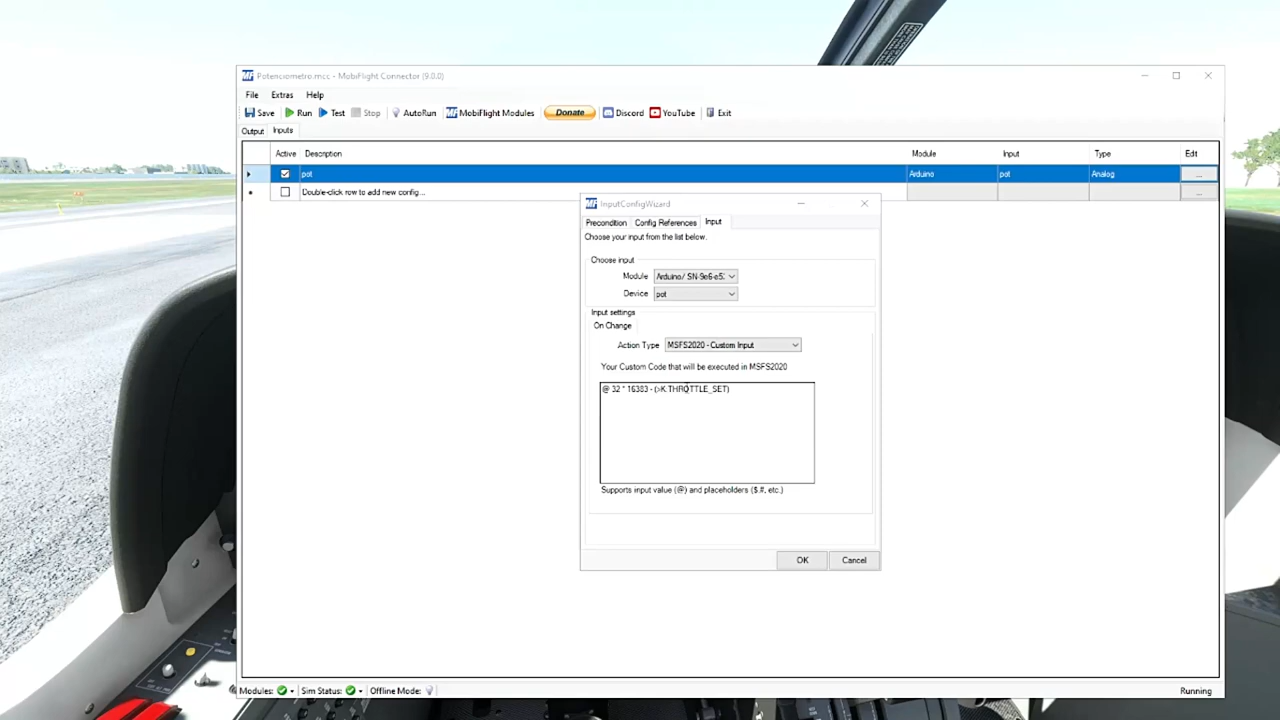 Potenciometro.mcc - MobiFlight Connector (9.0.0)
File Extras Help
Save Run Test Stop AutoRun MobiFlight Modules Donate Discord YouTube Exit
Output Inputs
Active Description Module Input Type Edit
pot Arduino pot Analog ...
Double-click row to add new config... ...
InputConfigWizard
Precondition Config References Input
Choose your input from the list below.
Choose input
Module Arduino/ SN-9e6-e5:
Device pot
Input settings
On Change
Action Type MSFS2020 - Custom Input
Your Custom Code that will be executed in MSFS2020
@ 32 * 16383 - (>K:THROTTLE_SET)
Supports input value (@) and placeholders ($,#, etc.)
OK Cancel
Modules: Sim Status: Offline Mode: Running